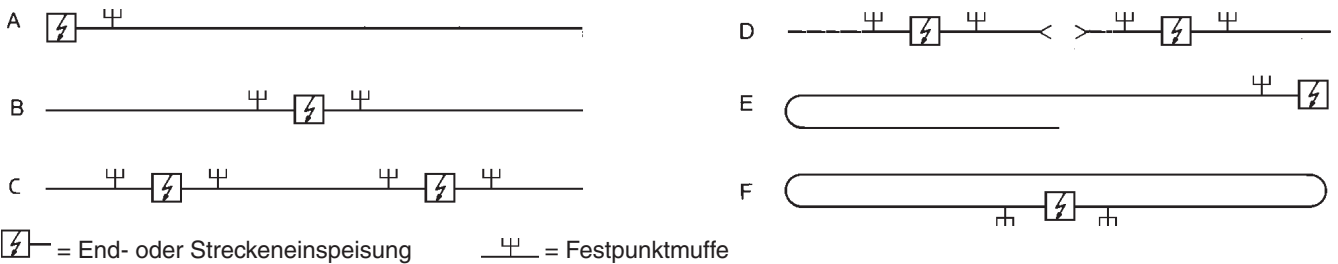 A
B
C
D
E
F
= End- oder Streckeneinspeisung
= Festpunktmuffe